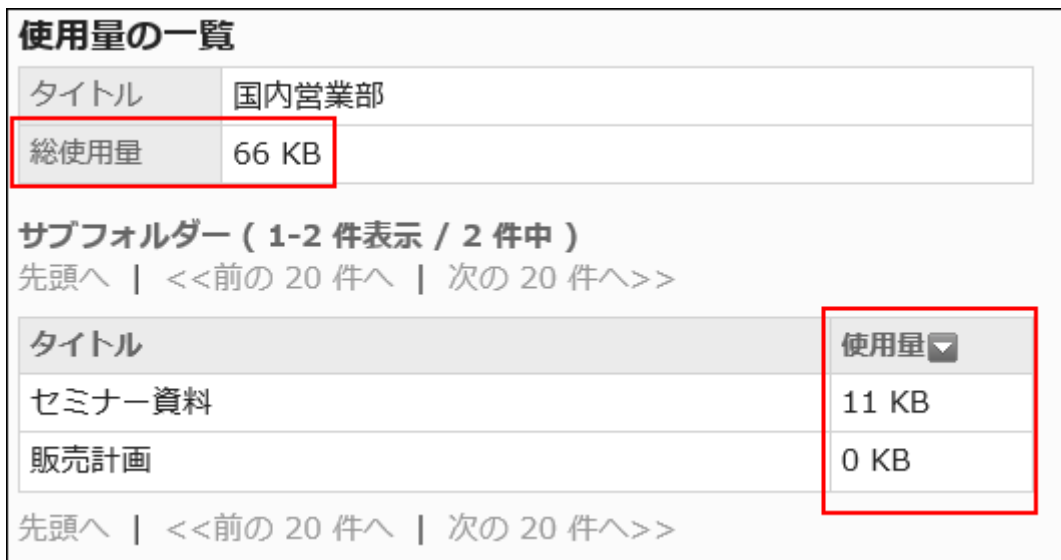 使用量の一覧
タイトル 国内営業部
総使用量 66 KB
サブフォルダー ( 1-2 件表示 / 2 件中 )
先頭へ | <<前の 20 件へ | 次の 20 件へ>>
タイトル 使用量
セミナー資料 11 KB
販売計画 0 KB
先頭へ | <<前の 20 件へ | 次の 20 件へ>>